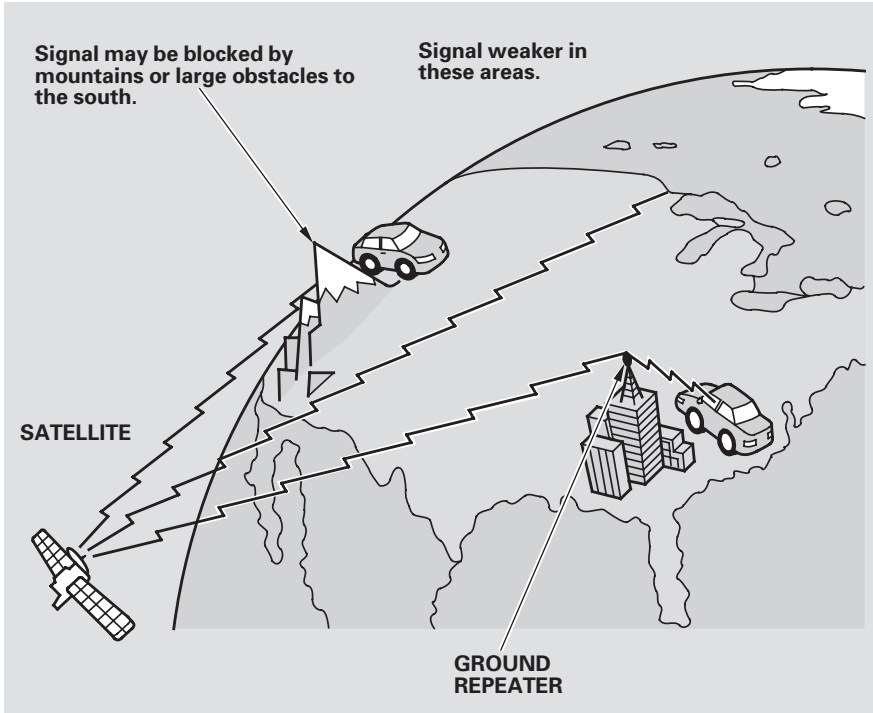 Signal may be blocked by
mountains or large obstacles to
the south.
Signal weaker in
these areas.
SATELLITE
GROUND
REPEATER